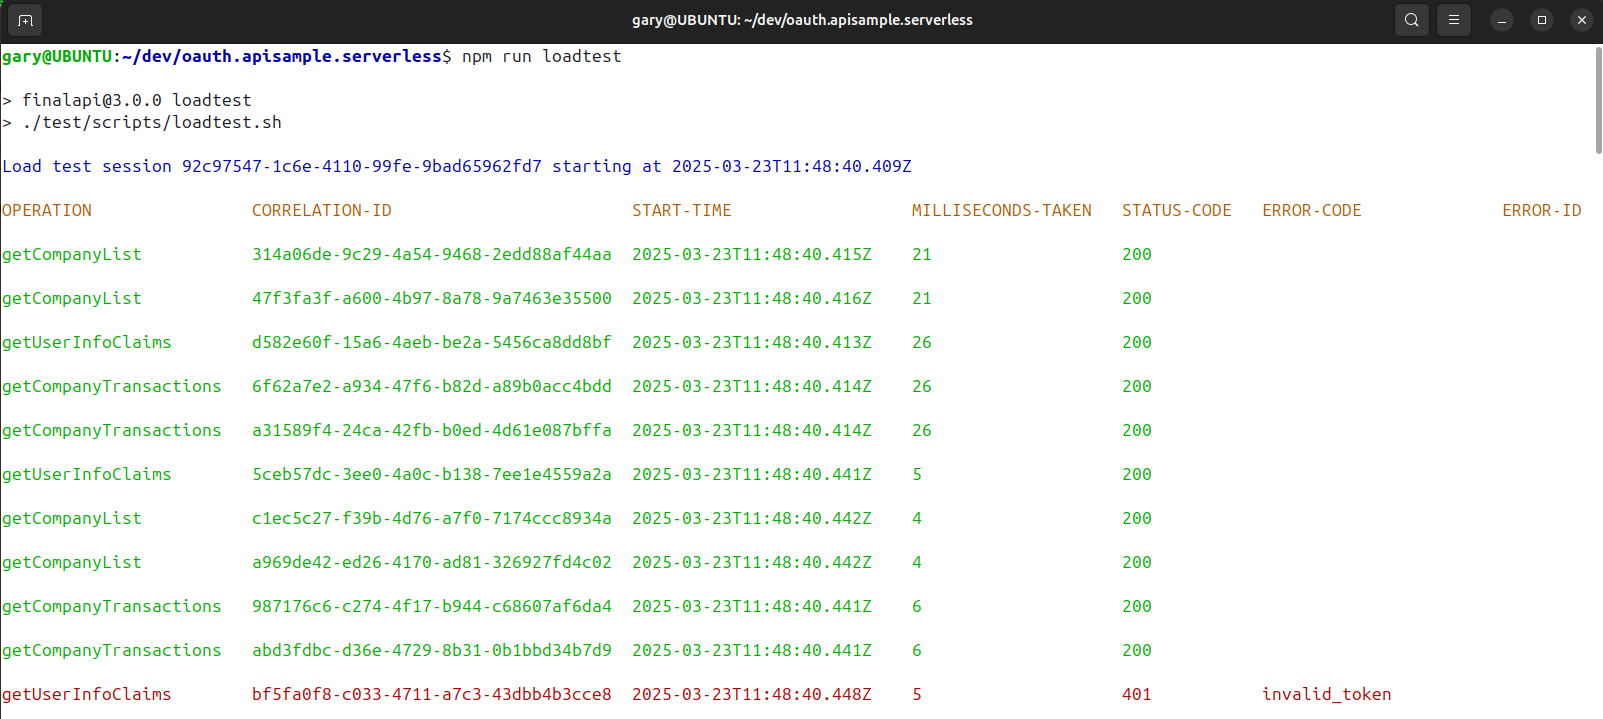 gary@UBUNTU: ~/dev/oauth.apisample.serverless
gary@UBUNTU:~/dev/oauth.apisample.serverless$ npm run loadtest
> finalapi@3.0.0 loadtest
> ./test/scripts/loadtest.sh
Load test session 92c97547-1c6e-4110-99fe-9bad65962fd7 starting at 2025-03-23T11:48:40.409Z
OPERATION CORRELATION-ID START-TIME MILLISECONDS-TAKEN STATUS-CODE ERROR-CODE ERROR-ID
getCompanyList 314a06de-9c29-4a54-9468-2edd88af44aa 2025-03-23T11:48:40.415Z 21 200
getCompanyList 47f3fa3f-a600-4b97-8a78-9a7463e35500 2025-03-23T11:48:40.416Z 21 200
getUserInfoClaims d582e60f-15a6-4aeb-be2a-5456ca8dd8bf 2025-03-23T11:48:40.413Z 26 200
getCompanyTransactions 6f62a7e2-a934-47f6-b82d-a89b0acc4bdd 2025-03-23T11:48:40.414Z 26 200
getCompanyTransactions a31589f4-24ca-42fb-b0ed-4d61e087bffa 2025-03-23T11:48:40.414Z 26 200
getUserInfoClaims 5ceb57dc-3ee0-4a0c-b138-7ee1e4559a2a 2025-03-23T11:48:40.441Z 5 200
getCompanyList c1ec5c27-f39b-4d76-a7f0-7174ccc8934a 2025-03-23T11:48:40.442Z 4 200
getCompanyList a969de42-ed26-4170-ad81-326927fd4c02 2025-03-23T11:48:40.442Z 4 200
getCompanyTransactions 987176c6-c274-4f17-b944-c68607af6da4 2025-03-23T11:48:40.441Z 6 200
getCompanyTransactions abd3fdbc-d36e-4729-8b31-0b1bbd34b7d9 2025-03-23T11:48:40.441Z 6 200
getUserInfoClaims bf5fa0f8-c033-4711-a7c3-43dbb4b3cce8 2025-03-23T11:48:40.448Z 5 401 invalid_token